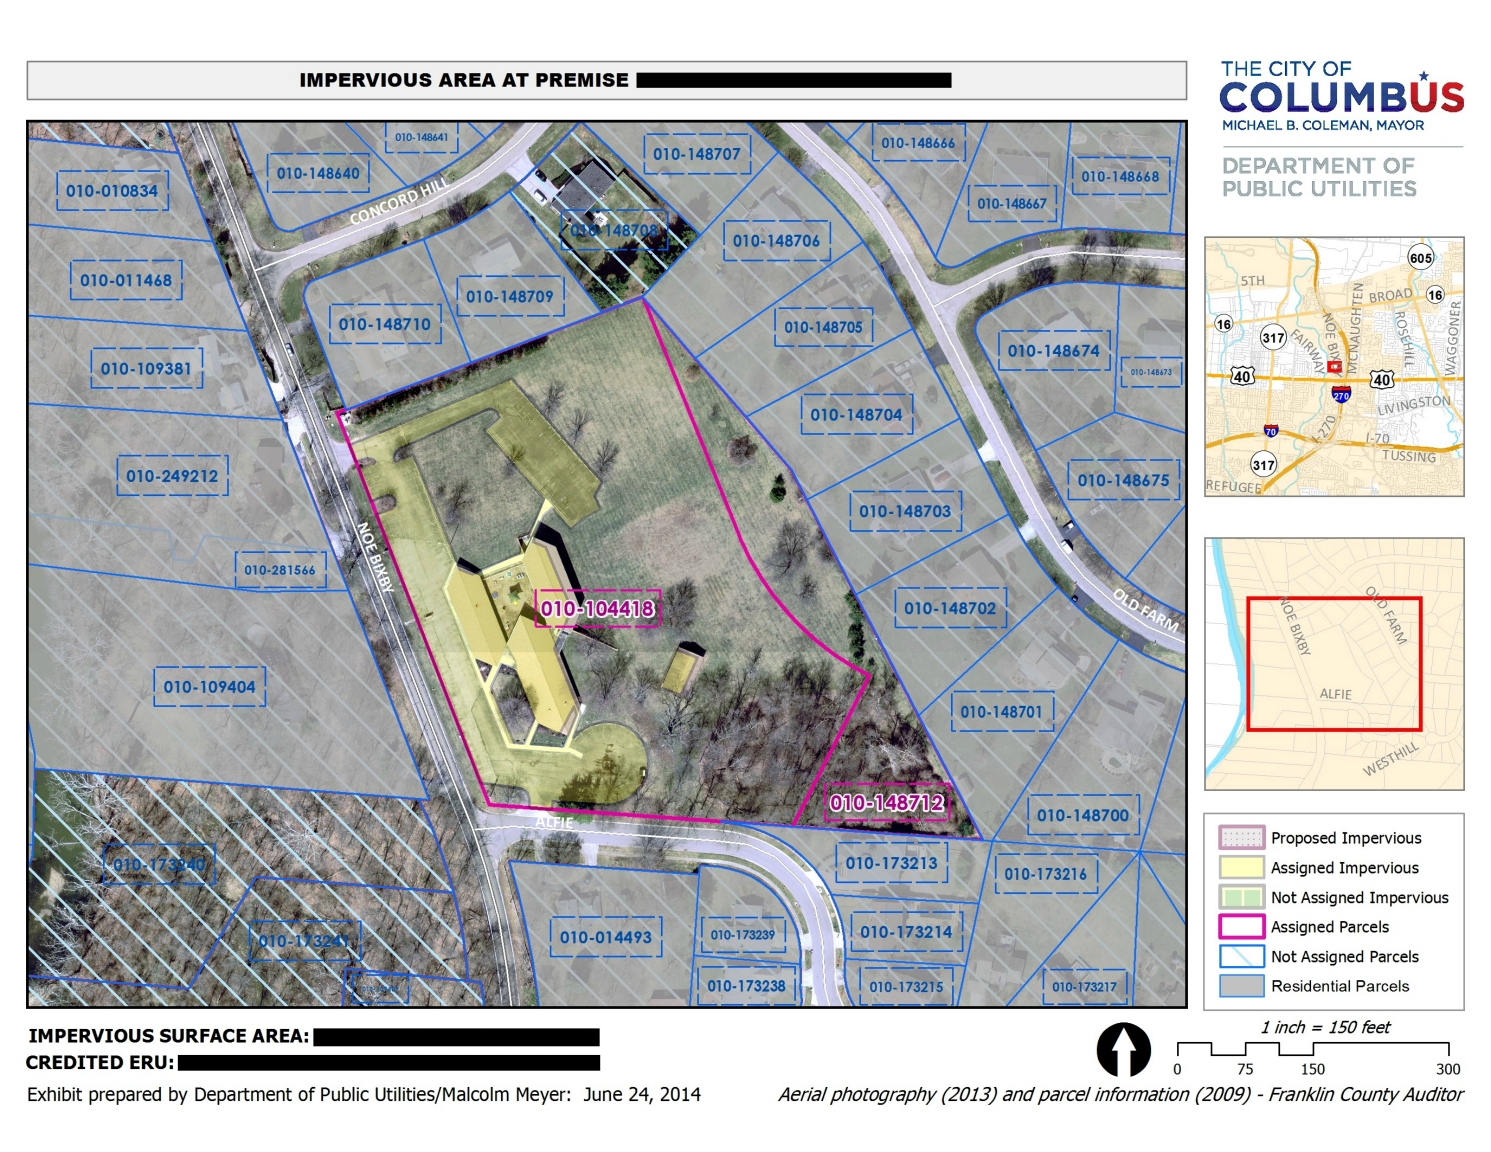 IMPERVIOUS AREA AT PREMISE
THE CITY OF
COLUMBUS
MICHAEL B. COLEMAN, MAYOR
DEPARTMENT OF
PUBLIC UTILITIES
010-148641
010-148640
010-010834
CONCORD HILL
010-148707
010-148666
010-148668
010-148667
010-148708
010-148706
010-011468
010-148709
010-148710
010-148705
010-148674
010-148673
010-109381
010-148704
010-249212
010-148675
010-148703
NOE BIXBY
010-281566
010-104418
010-148702
OLD FARM
010-109404
010-148701
010-148712
010-148700
ALFIE
010-173240
010-173213
010-173216
010-173241
010-014493
010-173239
010-173214
010-173238
010-173215
010-173217
605
5TH
BROAD
16
16
317
NOE BIXBY
MCNAUGHTEN
FAIRWAY
ROSEHILL
WAGGONER
40
40
270
LIVINGSTON
70
I-270
I-70
TUSSING
317
REFUGEE
NOE BIXBY
OLD FARM
ALFIE
WESTHILL
Proposed Impervious
Assigned Impervious
Not Assigned Impervious
Assigned Parcels
Not Assigned Parcels
Residential Parcels
IMPERVIOUS SURFACE AREA:
CREDITED ERU:
Exhibit prepared by Department of Public Utilities/Malcolm Meyer: June 24, 2014
1 inch = 150 feet
0 75 150 300
Aerial photography (2013) and parcel information (2009) - Franklin County Auditor